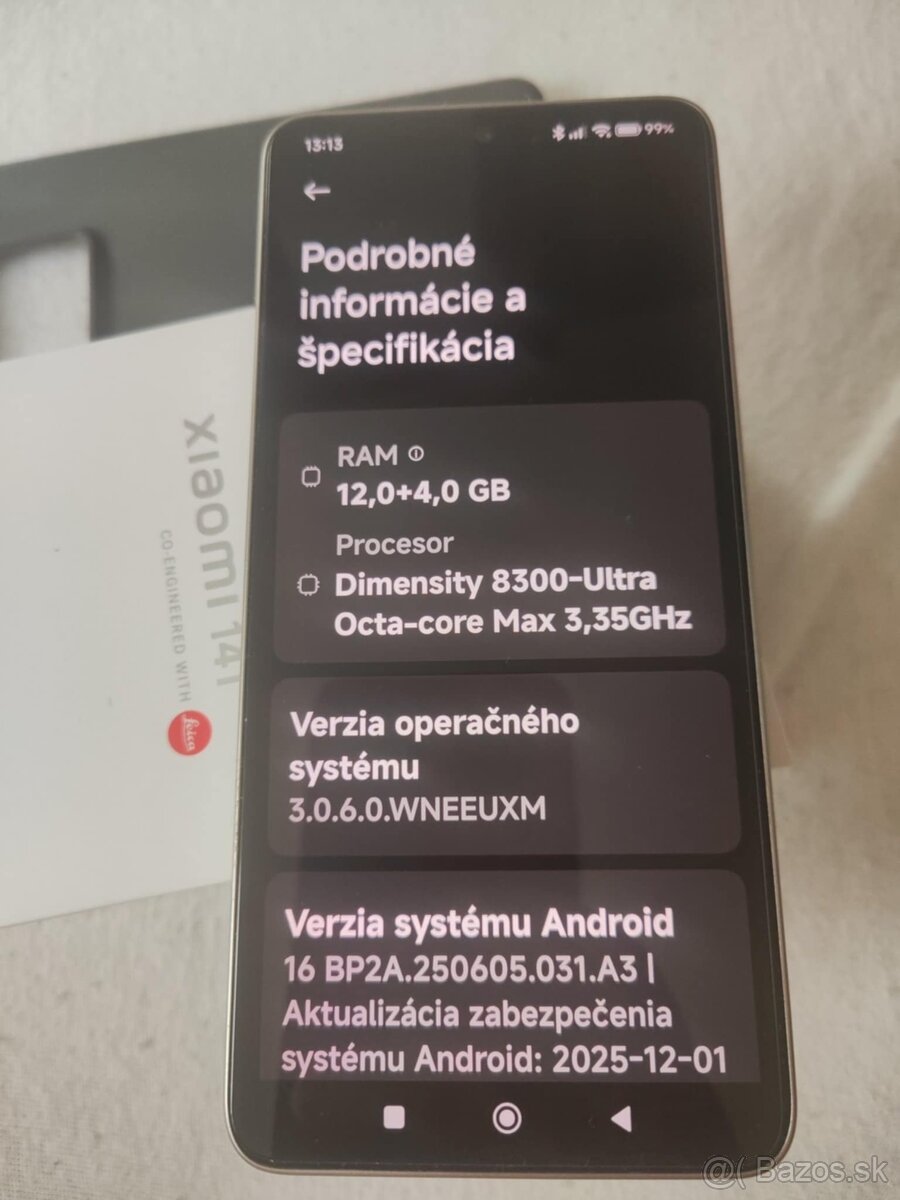 13:13
99%
Podrobné
informácie a
špecifikácia
RAM
12,0+4,0 GB
Procesor
Dimensity 8300-Ultra
Octa-core Max 3,35GHz
Verzia operačného
systému
3.0.6.0.WNEEUXM
Verzia systému Android
16 BP2A.250605.031.A3 |
Aktualizácia zabezpečenia
systému Android: 2025-12-01
xiaomi 14
CO-ENGINEERED WITH
Leica
@( Bazos.sk